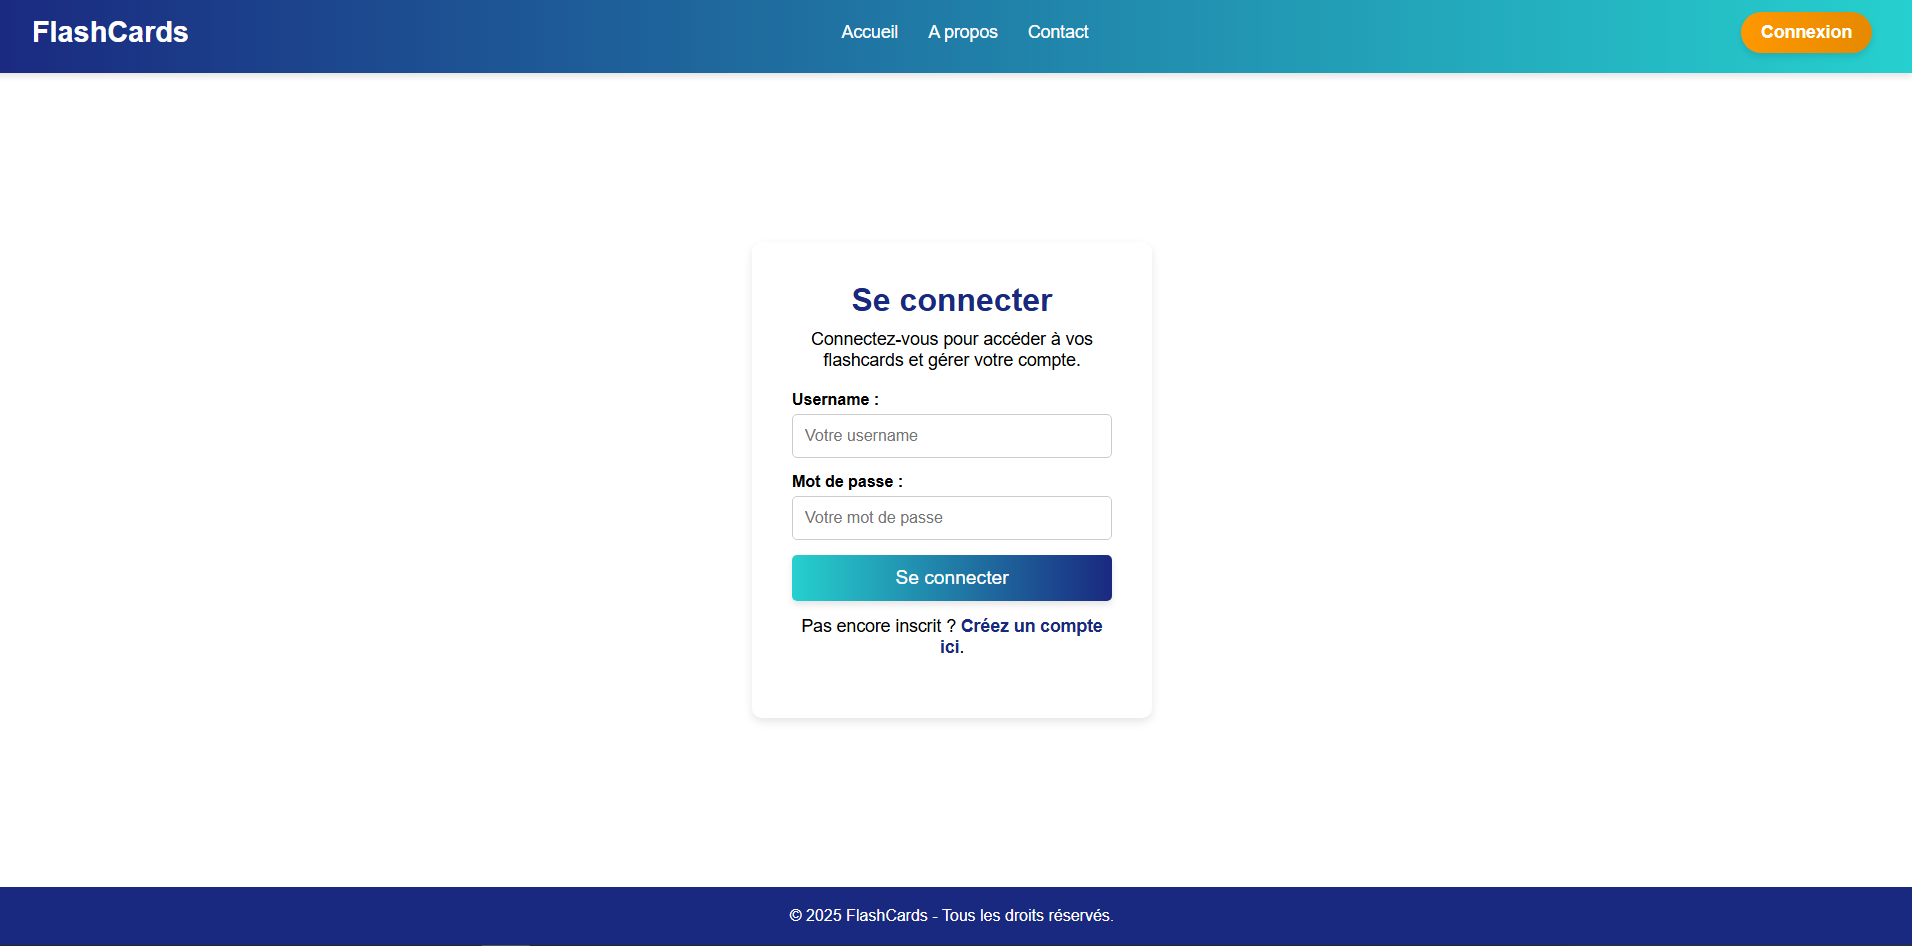 FlashCards
Accueil
A propos
Contact
Connexion
Se connecter
Connectez-vous pour accéder à vos
flashcards et gérer votre compte.
Username :
Votre username
Mot de passe :
Votre mot de passe
Se connecter
Pas encore inscrit ? Créez un compte
ici.
© 2025 FlashCards - Tous les droits réservés.